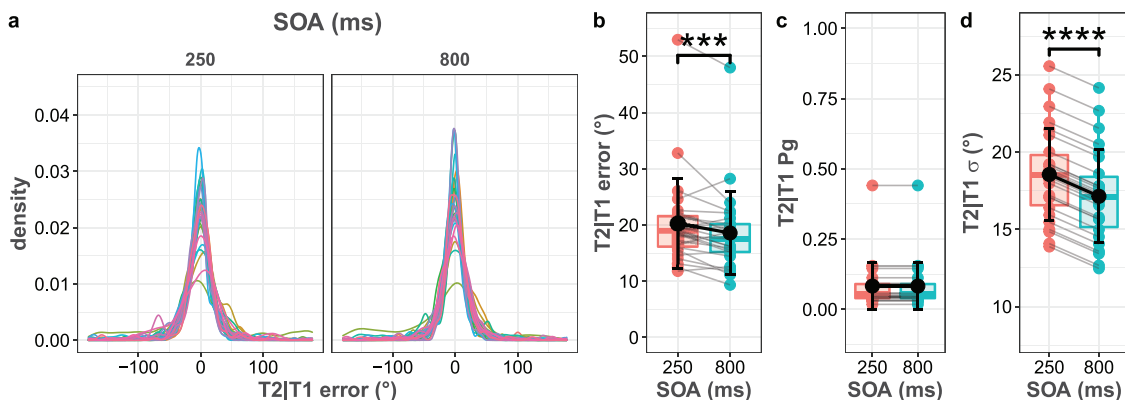 a
SOA (ms)
250 800
density
0.04
0.03
0.02
0.01
0.00
−100 0 100 −100 0 100
T2|T1 error (°)
b
***
T2|T1 error (°)
50
40
30
20
10
0
250 800
SOA (ms)
c
T2|T1 Pg
1.00
0.75
0.50
0.25
0.00
250 800
SOA (ms)
d
****
T2|T1 σ (°)
25
20
15
10
250 800
SOA (ms)